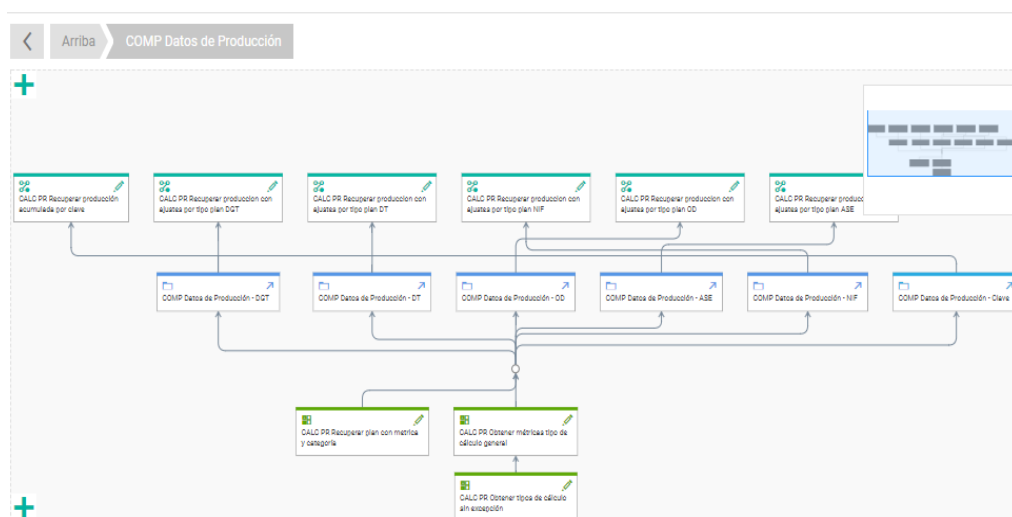 Arriba
COMP Datos de Producción
CALC PR Recuperar producción
acumulada por clave
CALC PR Recuperar produccion con
ajustes por tipo plan DGT
CALC PR Recuperar produccion con
ajustes por tipo plan DT
CALC PR Recuperar produccion con
ajustes por tipo plan NIF
CALC PR Recuperar produccion con
ajustes por tipo plan OD
CALC PR Recuperar produc
ajustes por tipo plan ASE
COMP Datos de Producción - DGT
COMP Datos de Producción - DT
COMP Datos de Producción - OD
COMP Datos de Producción - ASE
COMP Datos de Producción - NIF
COMP Datos de Producción - Clave
CALC PR Recuperar plan con metrica
y categoría
CALC PR Obtener métricas tipo de
cálculo general
CALC PR Obtener tipos de cálculo
sin excepción